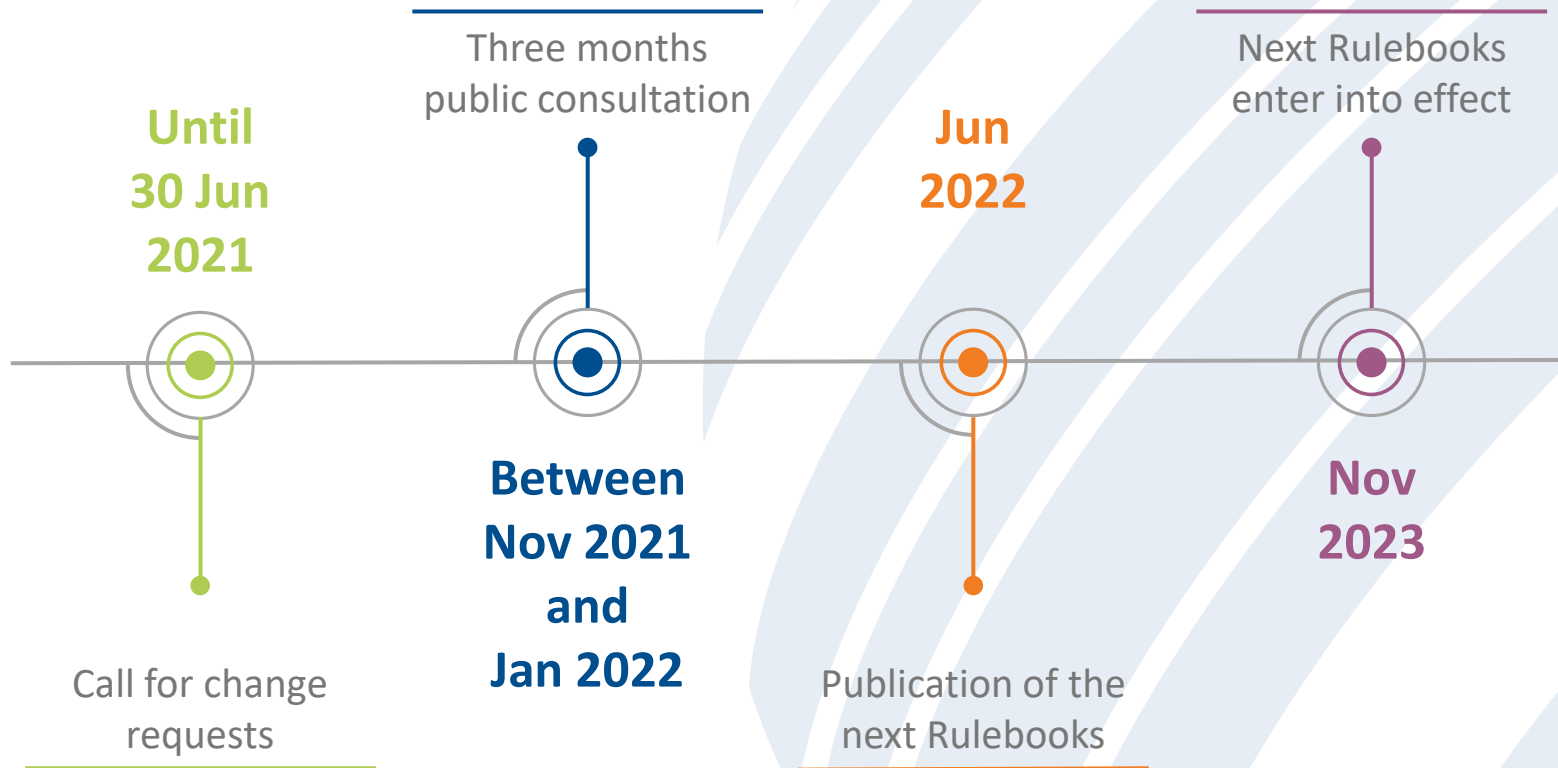 Until
30 Jun
2021
Call for change
requests
Three months
public consultation
Between
Nov 2021
and
Jan 2022
Jun
2022
Publication of the
next Rulebooks
Next Rulebooks
enter into effect
Nov
2023